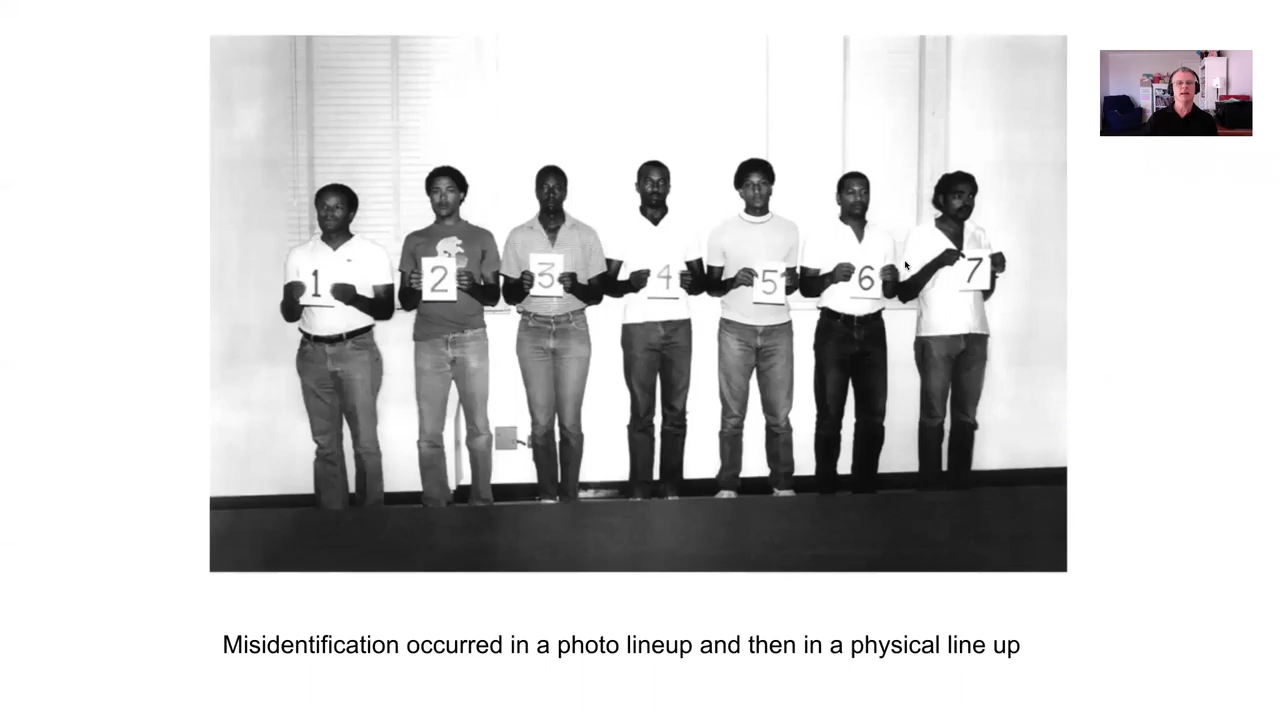 1 2 3 4 5 6 7
Misidentification occurred in a photo lineup and then in a physical line up